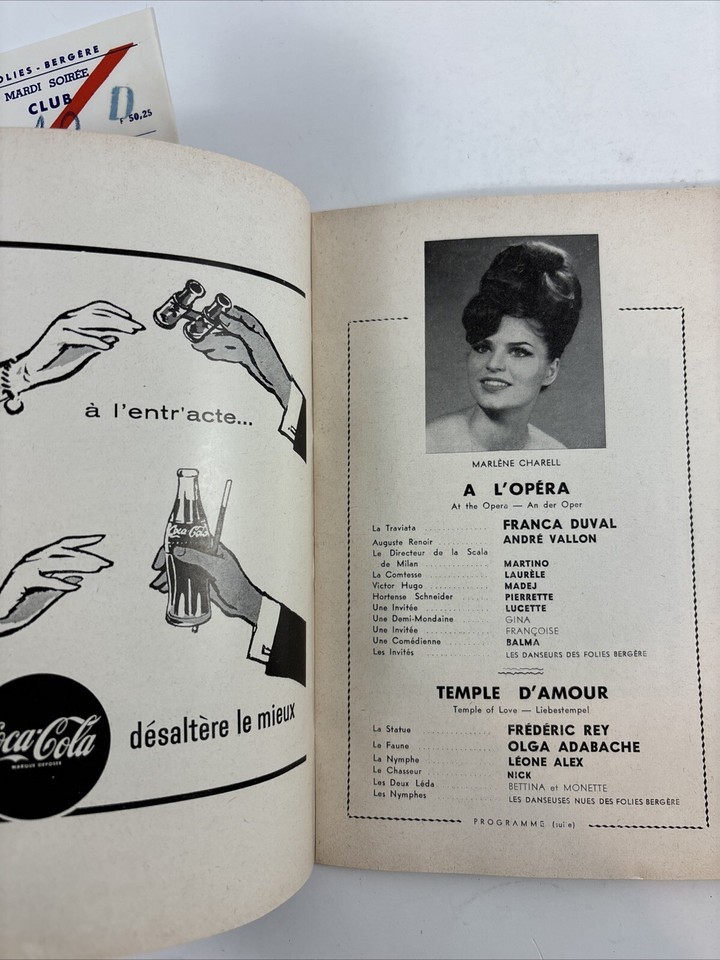 OLIES - BERGÈRE
MARDI SOIRÉE
CLUB
D
F 50,25
à l'entr'acte...
Coca-Cola
Coca-Cola
MARQUE DÉPOSÉE
désaltère le mieux
MARLÈNE CHARELL
A L'OPÉRA
At the Opera — An der Oper
La Traviata .......... FRANCA DUVAL
Auguste Renoir .......... ANDRÉ VALLON
Le Directeur de la Scala
de Milan .......... MARTINO
La Comtesse .......... LAURÈLE
Victor Hugo .......... MADEJ
Hortense Schneider .......... PIERRETTE
Une Invitée .......... LUCETTE
Une Demi-Mondaine .......... GINA
Une Invitée .......... FRANÇOISE
Une Comédienne .......... BALMA
Les Invités .......... LES DANSEURS DES FOLIES BERGÈRE
TEMPLE D'AMOUR
Temple of Love — Liebestempel
La Statue .......... FRÉDÉRIC REY
Le Faune .......... OLGA ADABACHE
La Nymphe .......... LÉONE ALEX
Le Chasseur .......... NICK
Les Deux Léda .......... BETTINA et MONETTE
Les Nymphes .......... LES DANSEUSES NUES DES FOLIES BERGÈRE
PROGRAMME (suite)